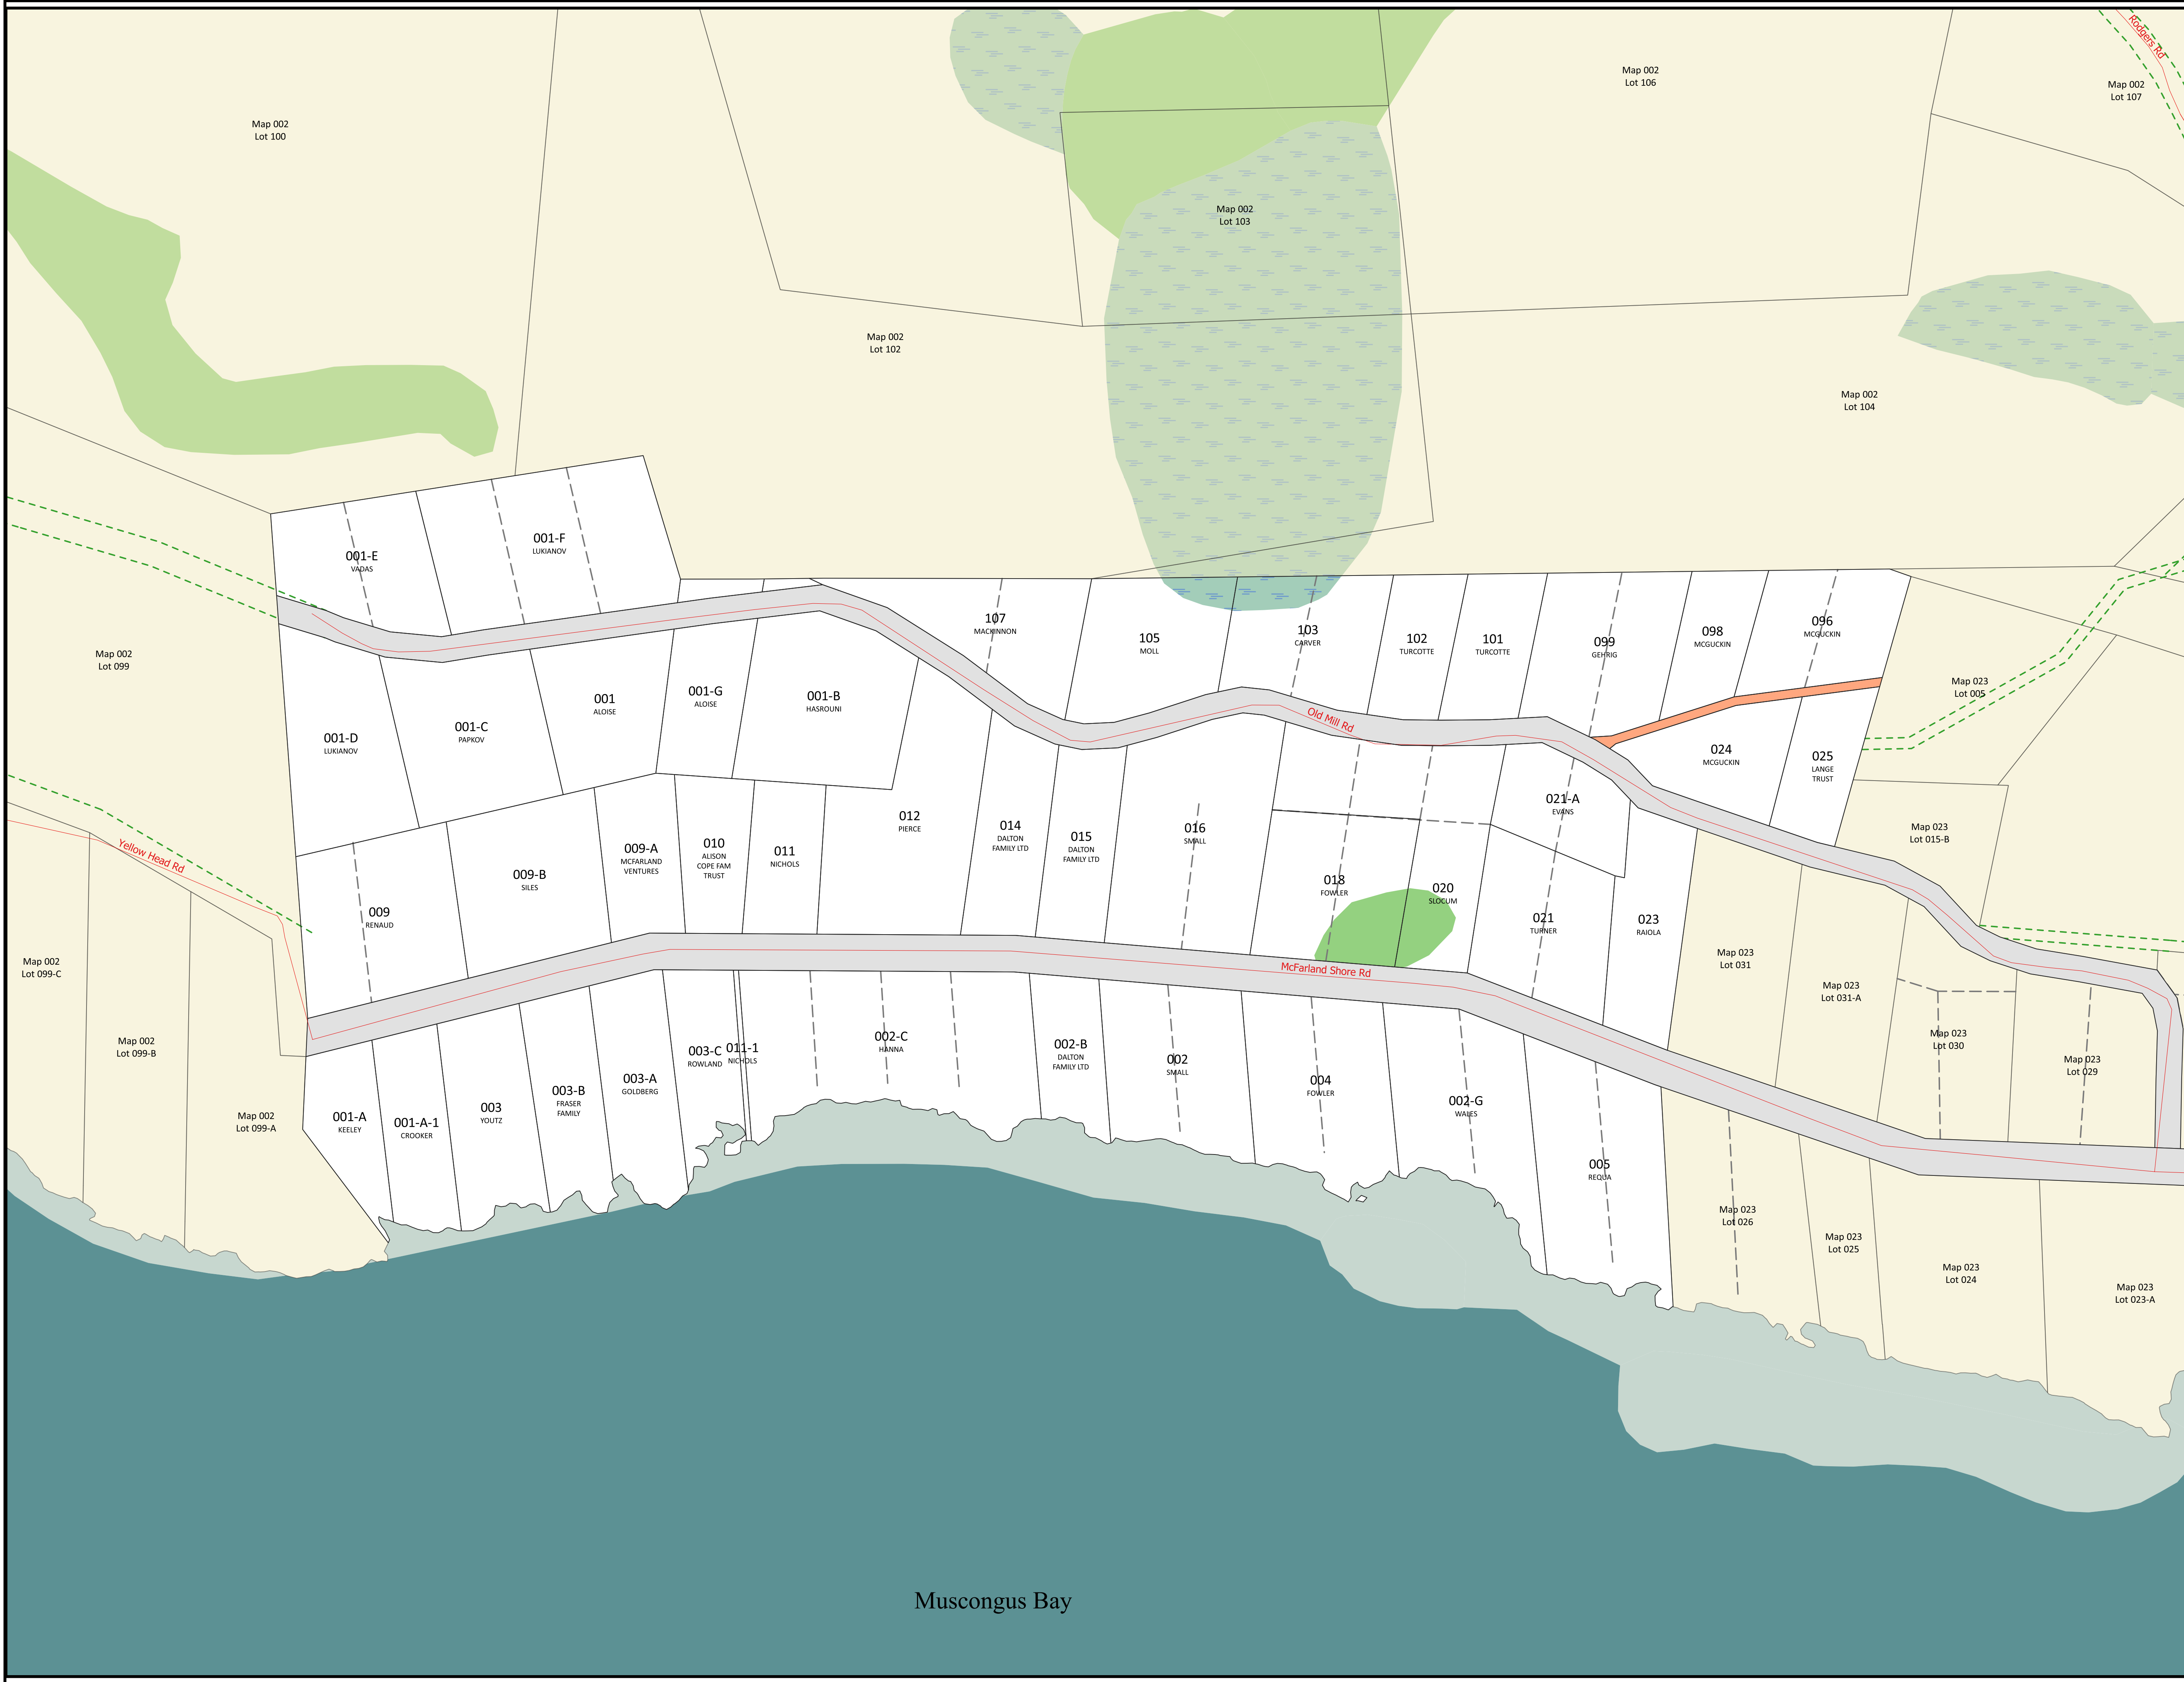 Rodgers Rd
Map 002
Lot 106
Map 002
Lot 107
Map 002
Lot 100
Map 002
Lot 103
Map 002
Lot 102
Map 002
Lot 104
001-F
LUKIANOV
001-E
VADAS
107
MACKINNON
105
MOLL
103
CARVER
102
TURCOTTE
101
TURCOTTE
099
GEHRIG
098
MCGUCKIN
096
MCGUCKIN
Map 002
Lot 099
Map 023
Lot 005
001-D
LUKIANOV
001-C
PAPKOV
001
ALOISE
001-G
ALOISE
001-B
HASROUNI
Old Mill Rd
024
MCGUCKIN
025
LANGE
TRUST
021-A
EVANS
012
PIERCE
014
DALTON
FAMILY LTD
015
DALTON
FAMILY LTD
016
SMALL
Map 023
Lot 015-B
Yellow Head Rd
009-A
MCFARLAND
VENTURES
010
ALISON
COPE FAM
TRUST
011
NICHOLS
009-B
SILES
009
RENAUD
018
FOWLER
020
SLOCUM
021
TURNER
023
RAIOLA
Map 002
Lot 099-C
McFarland Shore Rd
Map 023
Lot 031
Map 023
Lot 031-A
Map 002
Lot 099-B
003-C
ROWLAND
011-1
NICHOLS
002-C
HANNA
002-B
DALTON
FAMILY LTD
002
SMALL
Map 023
Lot 030
Map 023
Lot 029
Map 002
Lot 099-A
001-A
KEELEY
001-A-1
CROOKER
003
YOUTZ
003-B
FRASER
FAMILY
003-A
GOLDBERG
004
FOWLER
002-G
WALES
005
REQUA
Map 023
Lot 026
Map 023
Lot 025
Map 023
Lot 024
Map 023
Lot 023-A
Muscongus Bay